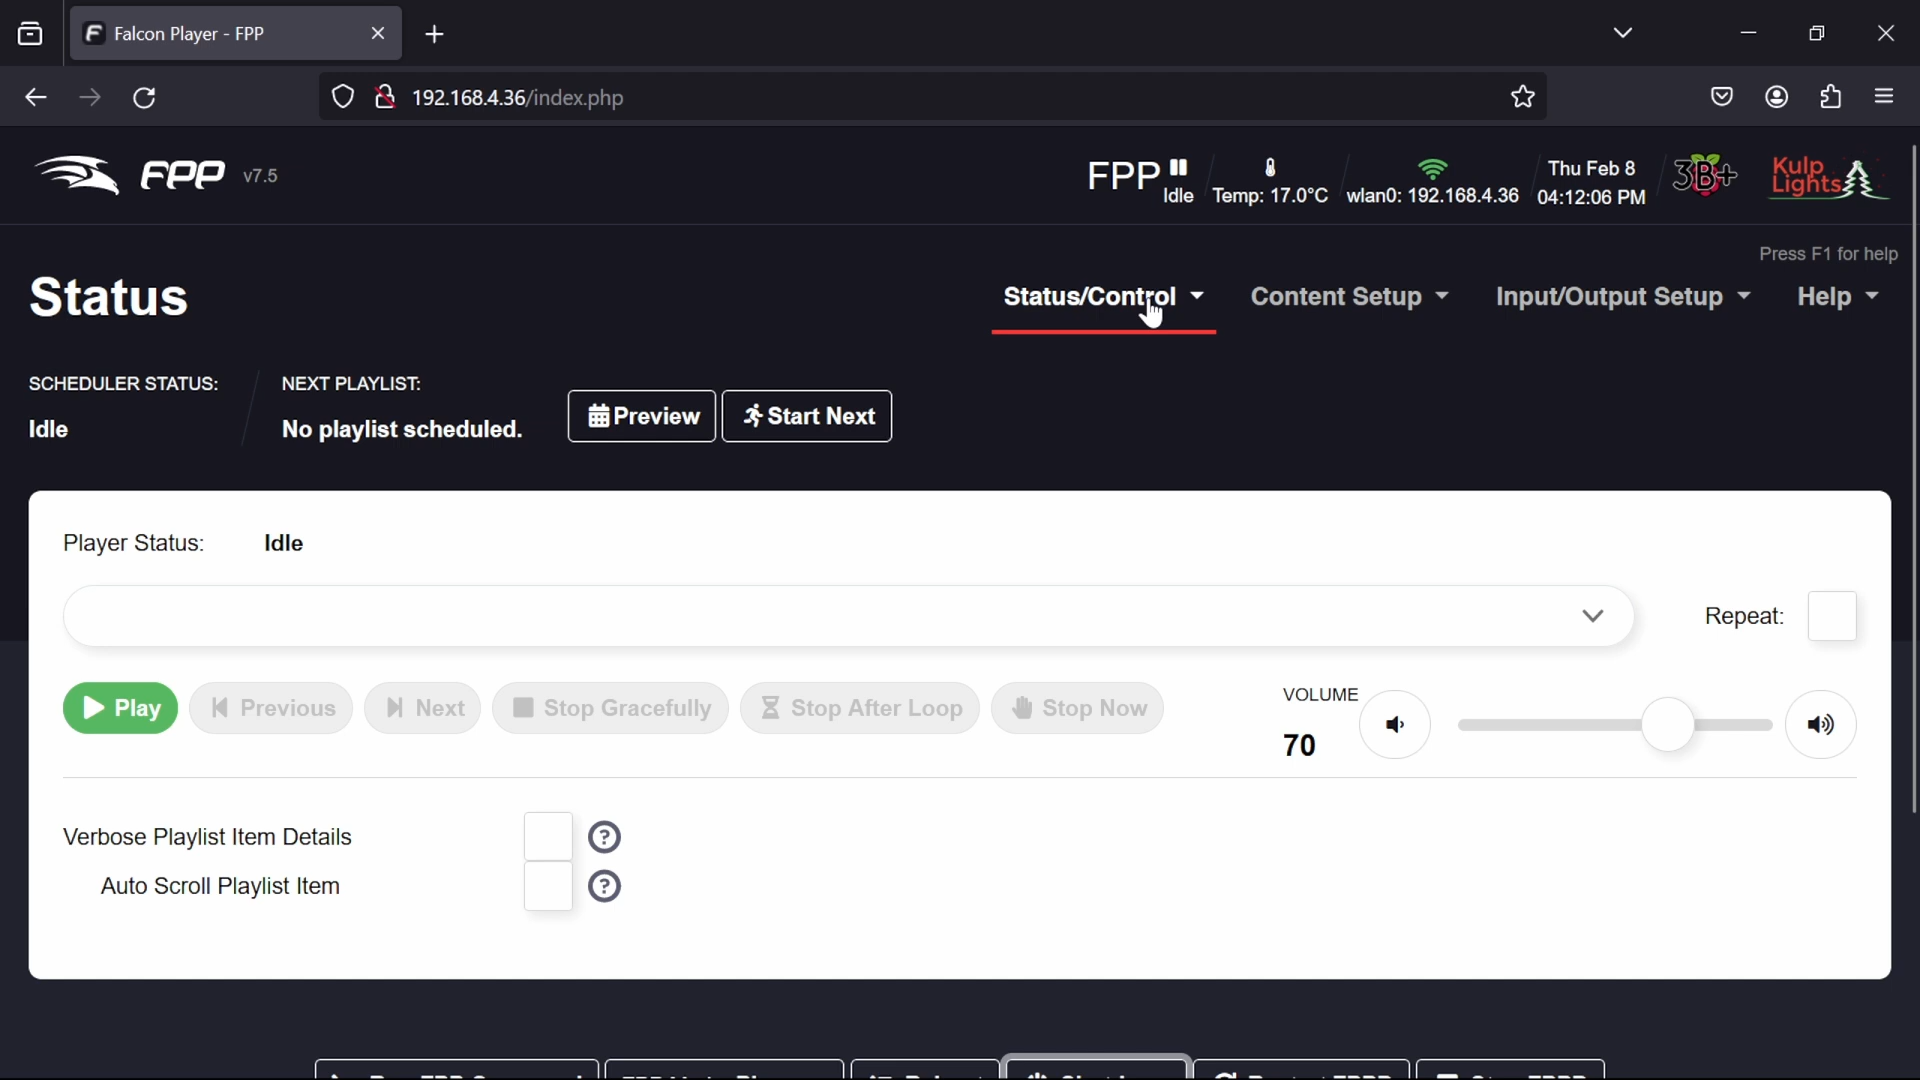 Falcon Player - FPP
192.168.4.36/index.php
FPP v7.5
FPP Idle
Temp: 17.0°C
wlan0: 192.168.4.36
Thu Feb 8
04:12:06 PM
3B+
Kulp
Lights
Press F1 for help
Status
Status/Control
Content Setup
Input/Output Setup
Help
SCHEDULER STATUS:
Idle
NEXT PLAYLIST:
No playlist scheduled.
Preview
Start Next
Player Status: Idle
Repeat:
Play
Previous
Next
Stop Gracefully
Stop After Loop
Stop Now
VOLUME
70
Verbose Playlist Item Details
Auto Scroll Playlist Item